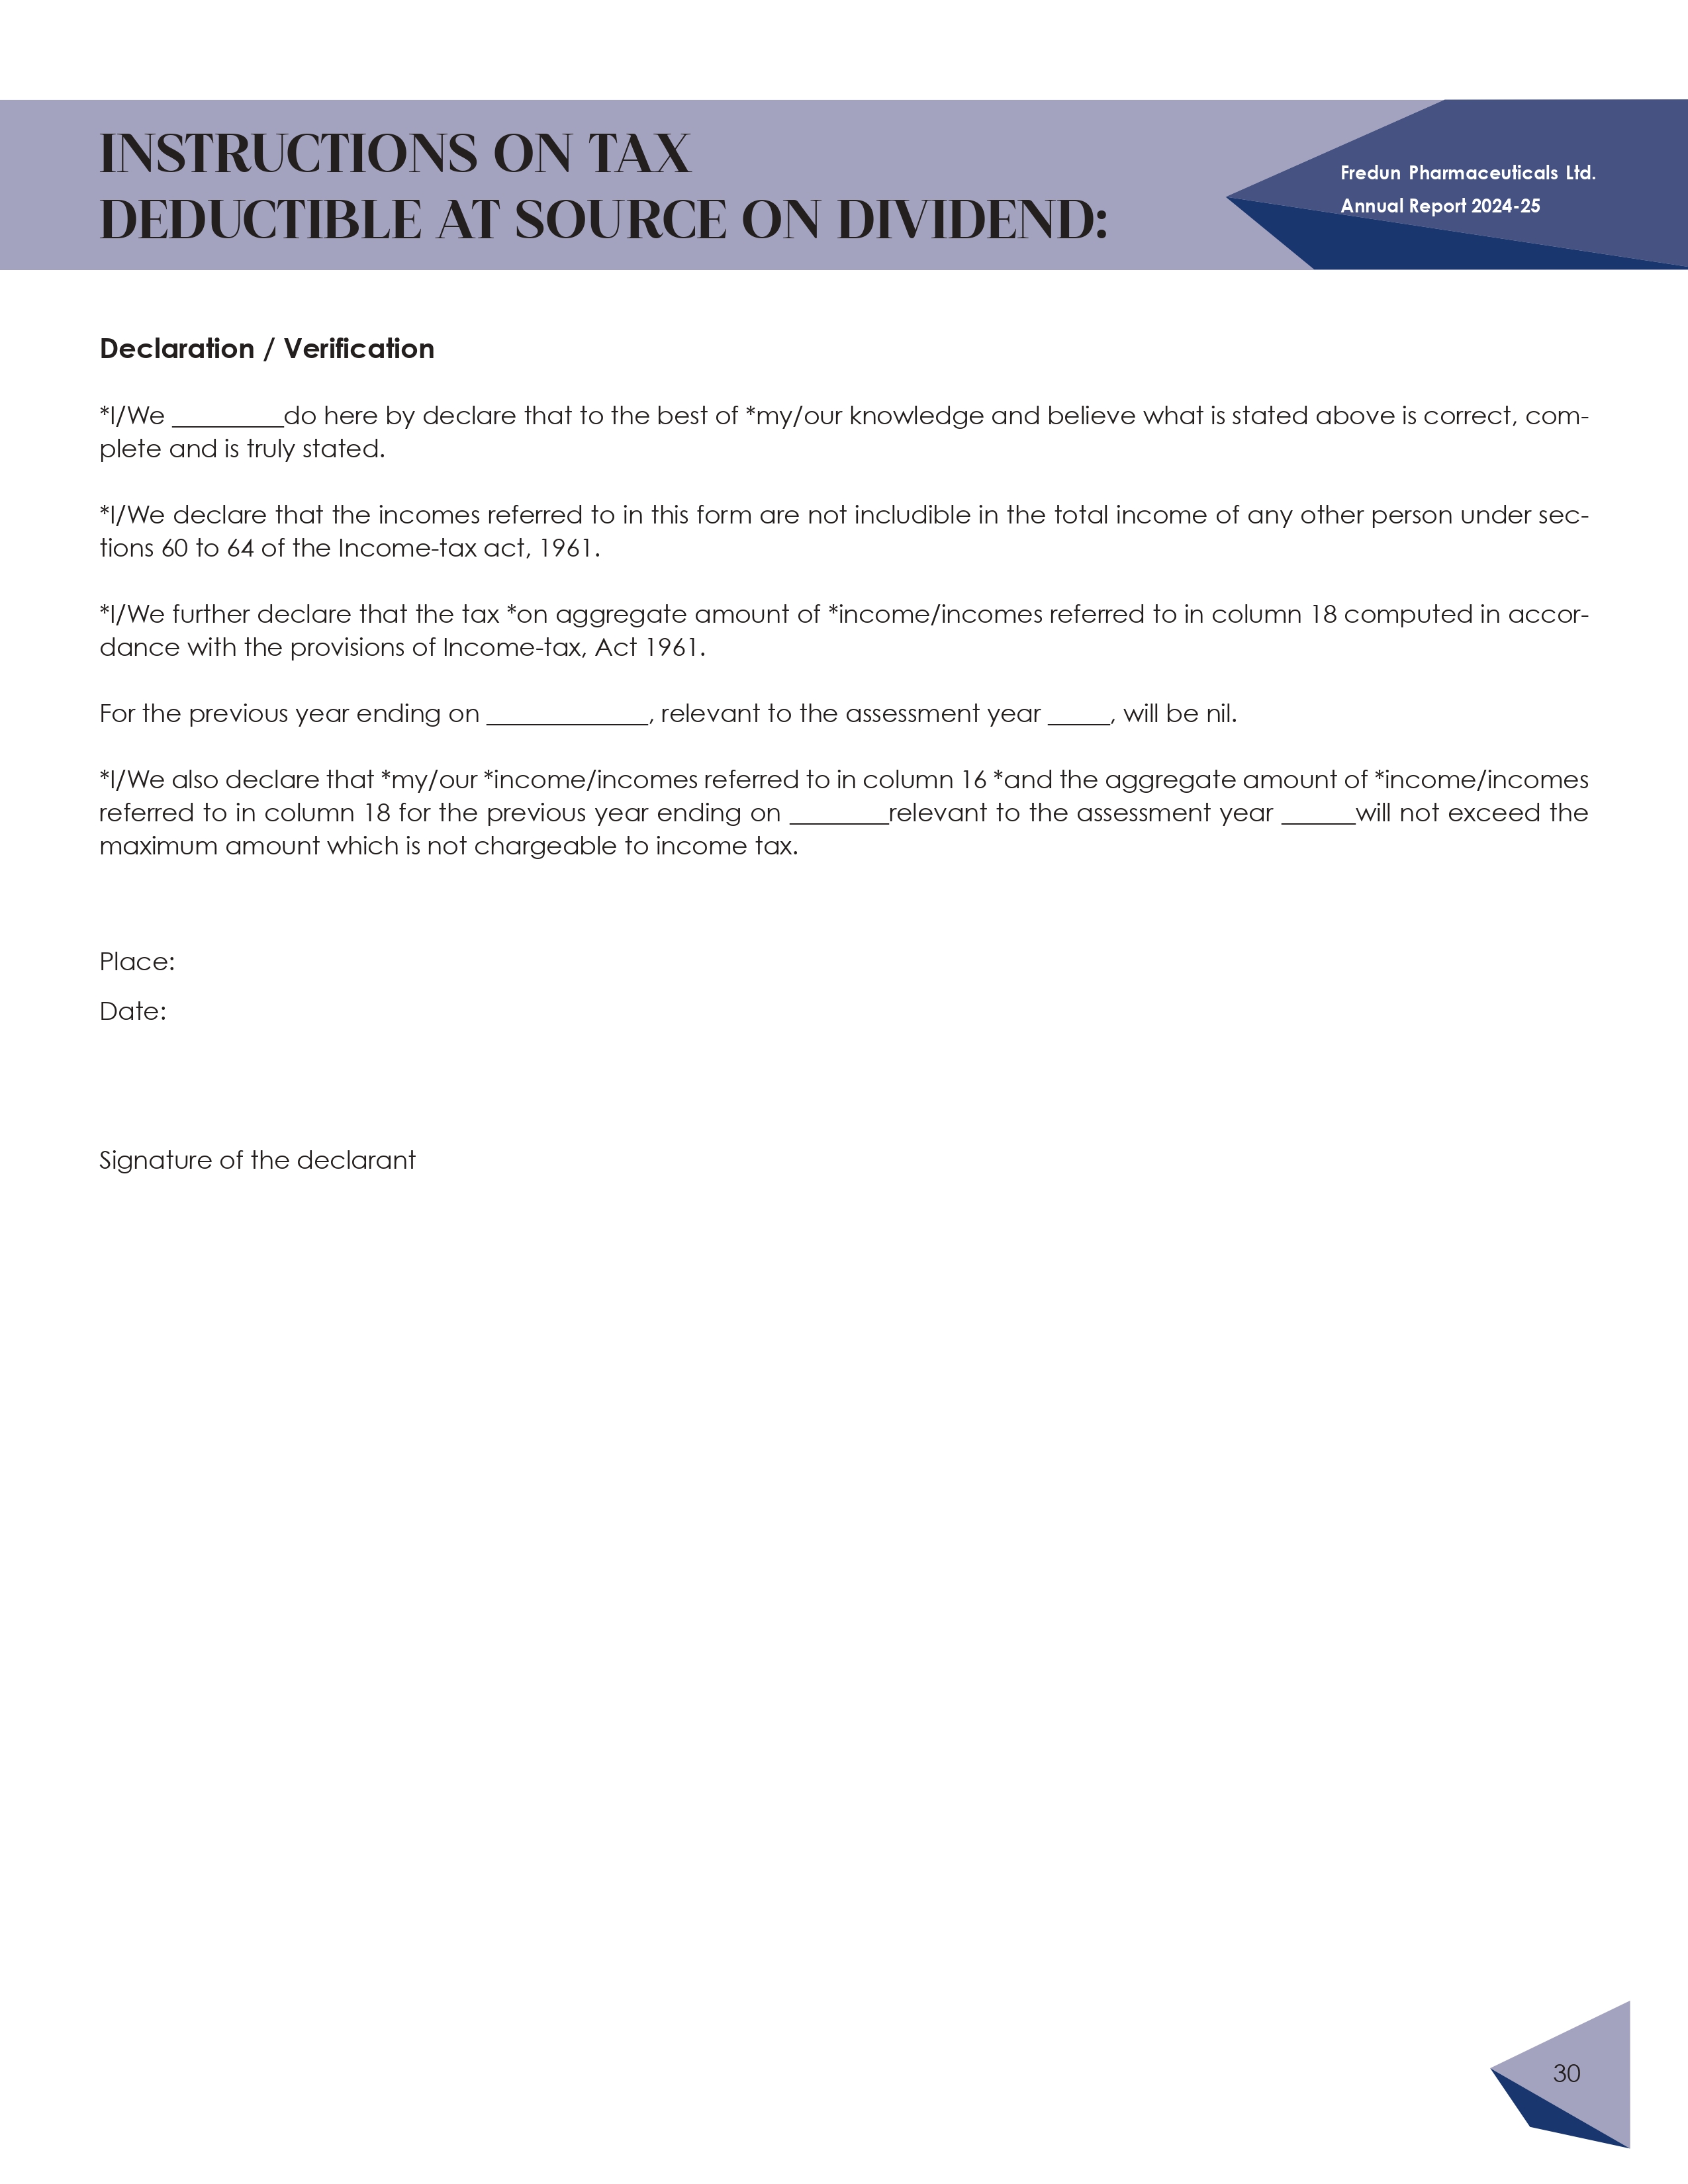 INSTRUCTIONS ON TAX
DEDUCTIBLE AT SOURCE ON DIVIDEND:
Fredun Pharmaceuticals Ltd.
Annual Report 2024-25
Declaration / Verification
*I/We _________do here by declare that to the best of *my/our knowledge and believe what is stated above is correct, com-
plete and is truly stated.
*I/We declare that the incomes referred to in this form are not includible in the total income of any other person under sec-
tions 60 to 64 of the Income-tax act, 1961.
*I/We further declare that the tax *on aggregate amount of *income/incomes referred to in column 18 computed in accor-
dance with the provisions of Income-tax, Act 1961.
For the previous year ending on _____________, relevant to the assessment year _____, will be nil.
*I/We also declare that *my/our *income/incomes referred to in column 16 *and the aggregate amount of *income/incomes
referred to in column 18 for the previous year ending on ________relevant to the assessment year ______will not exceed the
maximum amount which is not chargeable to income tax.
Place:
Date:
Signature of the declarant
30